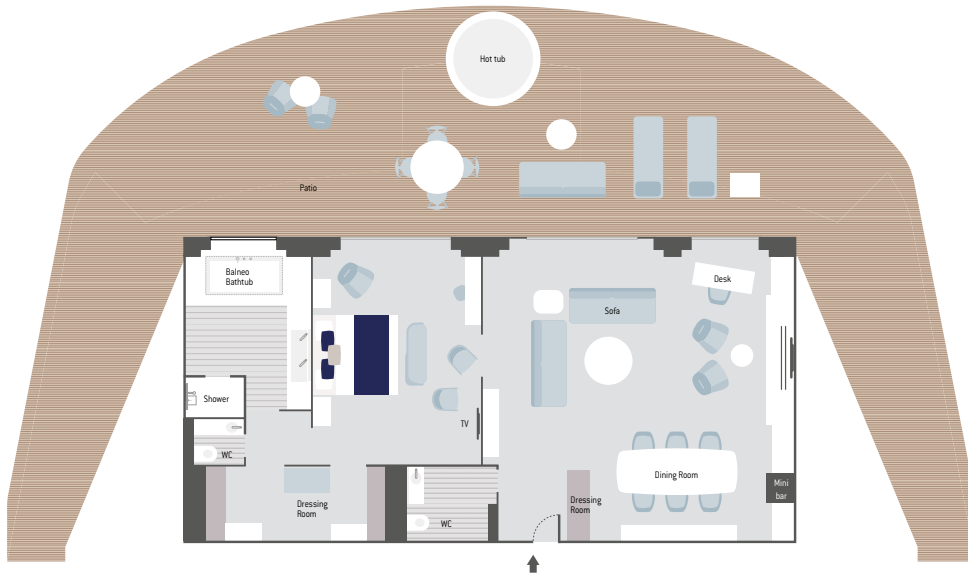 Hot tub
Patio
Balneo
Bathtub
Desk
Sofa
Shower
TV
WC
Dining Room
Mini
bar
Dressing
Room
Dressing
Room
WC